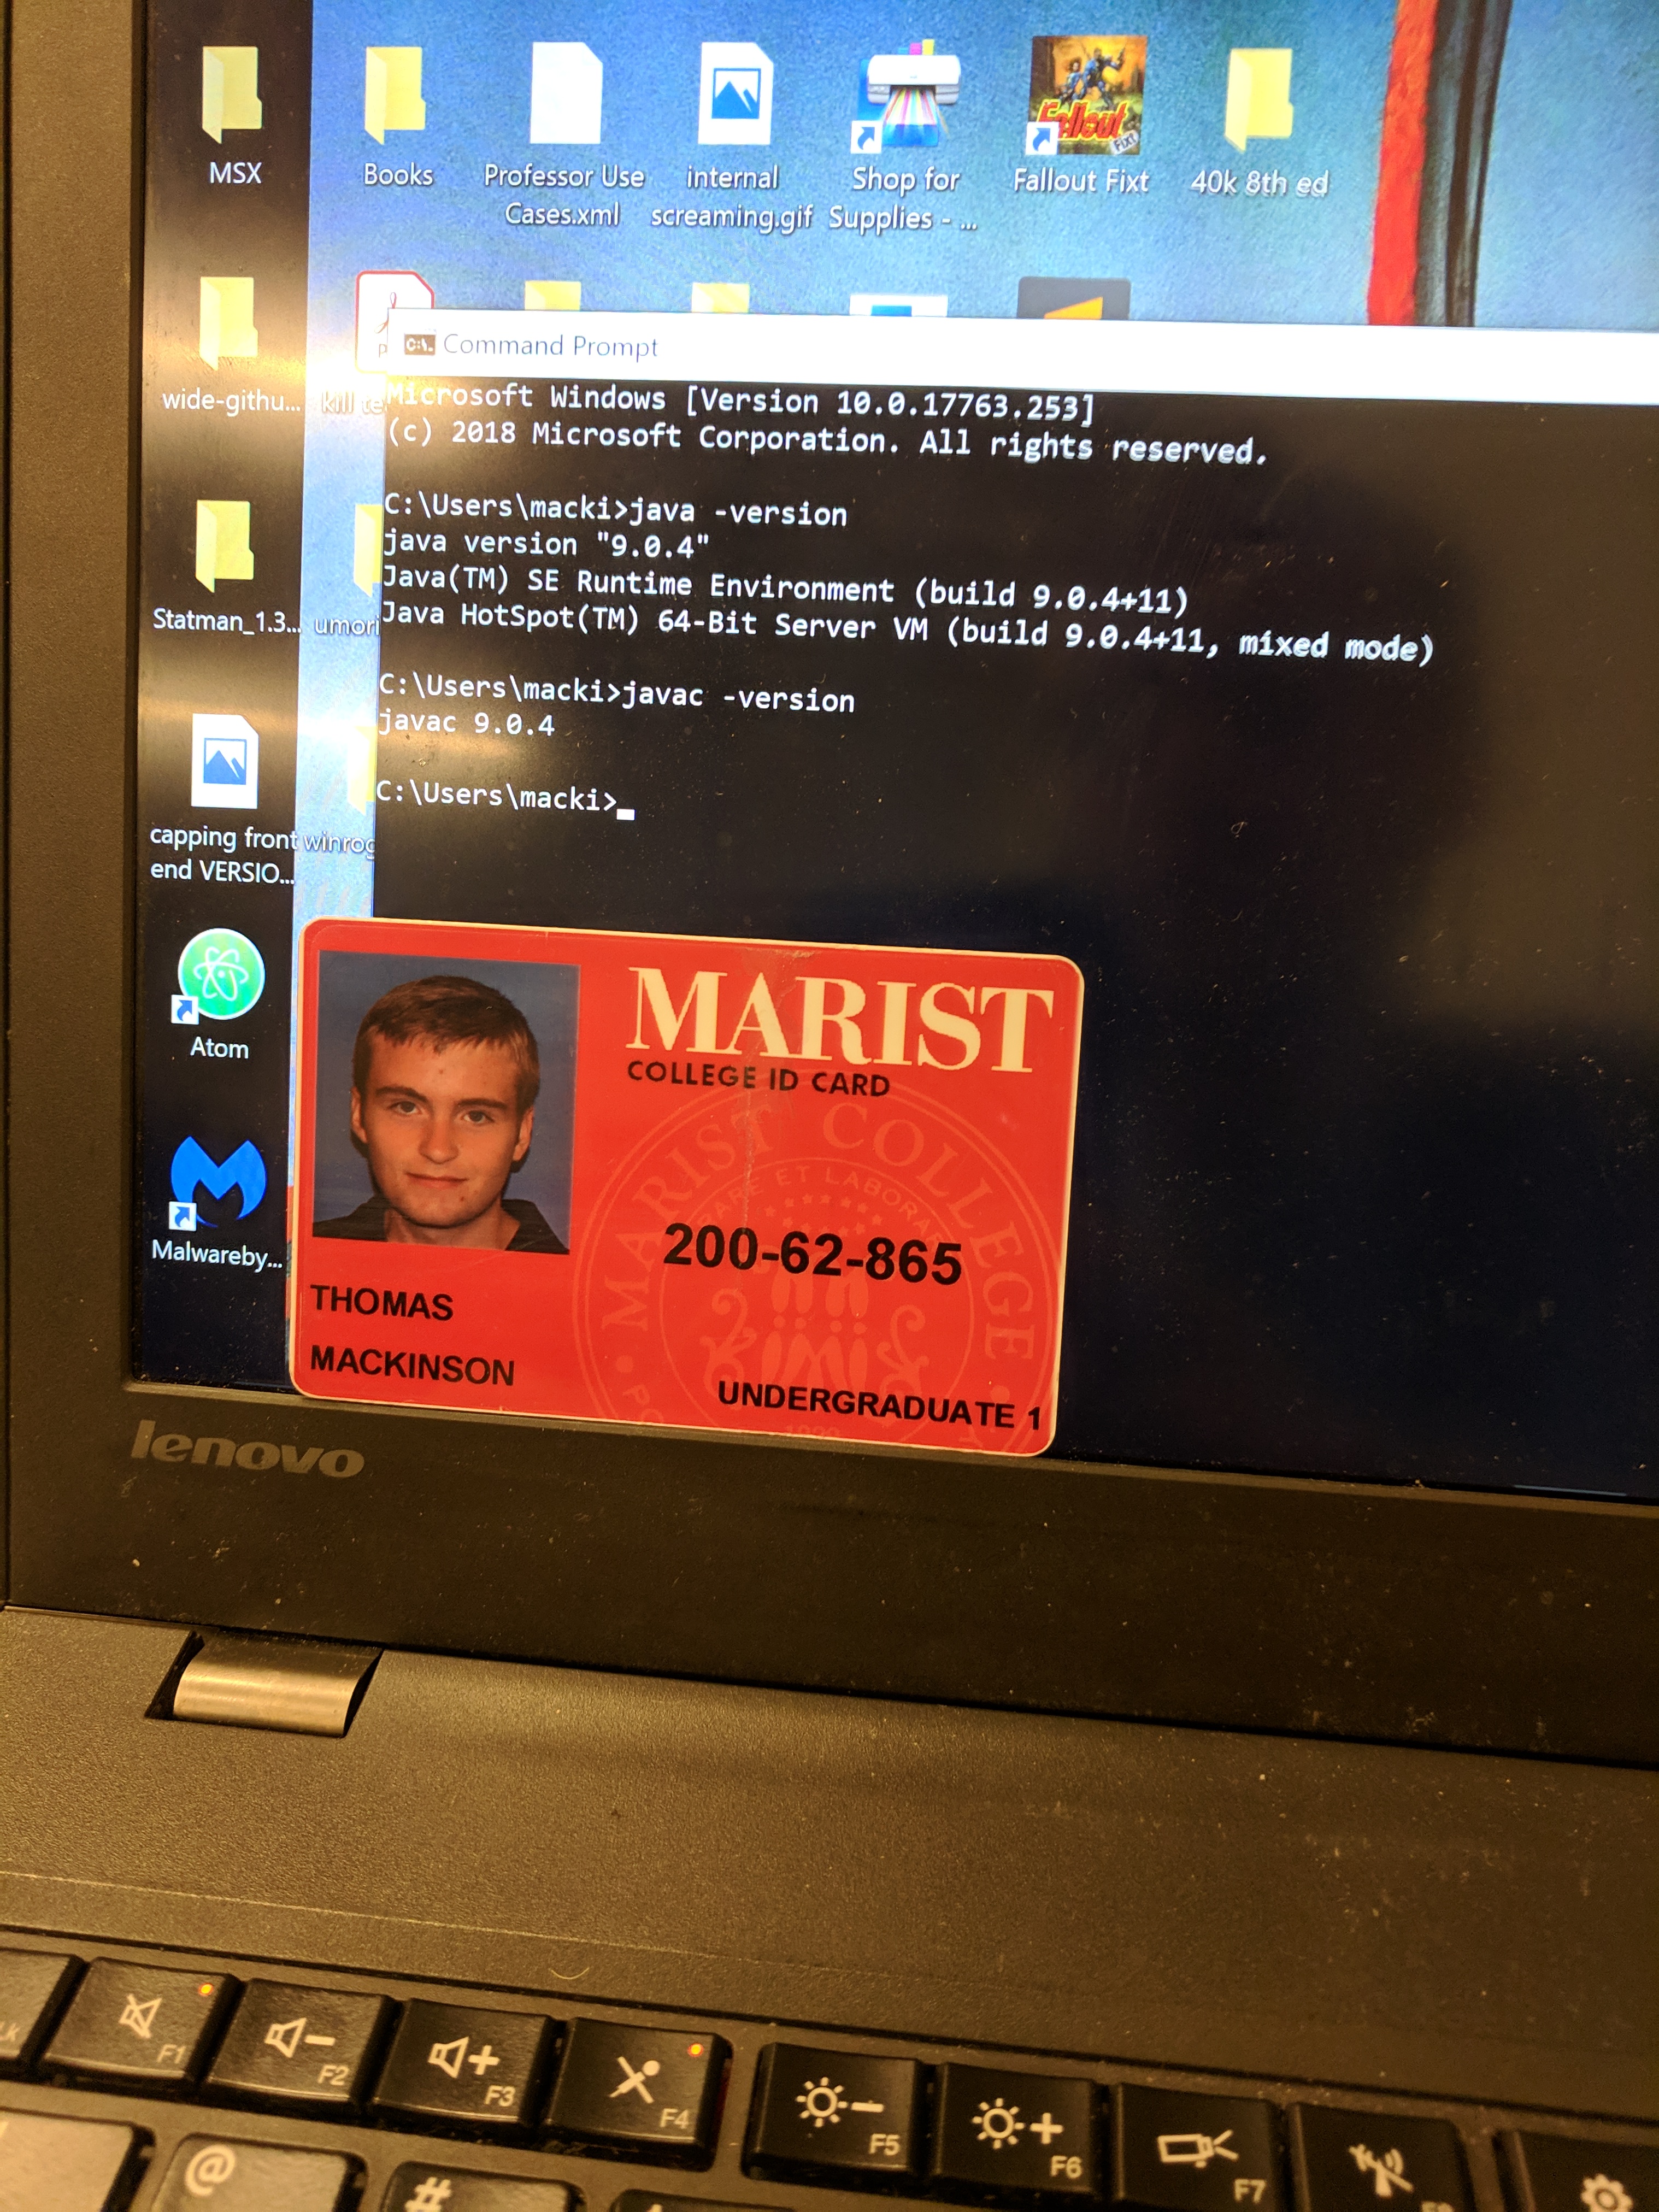 MSX
Books
Professor Use
Cases.xml
internal
screaming.gif
Shop for
Supplies - ...
Fallout
FIXT
Fallout Fixt
40k 8th ed
wide-githu...
kill te
Command Prompt
Microsoft Windows [Version 10.0.17763.253]
(c) 2018 Microsoft Corporation. All rights reserved.
C:\Users\macki>java -version
java version "9.0.4"
Java(TM) SE Runtime Environment (build 9.0.4+11)
Java HotSpot(TM) 64-Bit Server VM (build 9.0.4+11, mixed mode)
C:\Users\macki>javac -version
javac 9.0.4
C:\Users\macki>
Statman_1.3...
umori
capping front
end VERSIO...
winrog
Atom
Malwareby...
MARIST
COLLEGE ID CARD
MARIST COLLEGE
ET LABORA
200-62-865
THOMAS
MACKINSON
UNDERGRADUATE 1
lenovo
F1
F2
F3
F4
F5
F6
F7
@
#